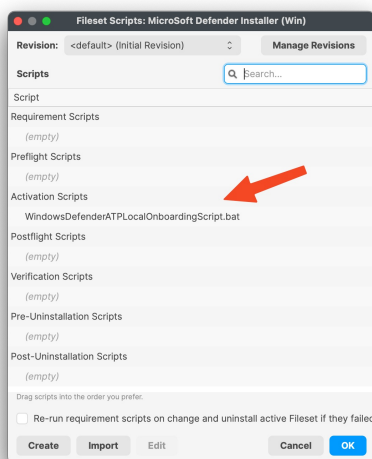 Fileset Scripts: MicroSoft Defender Installer (Win)
Revision: <default> (Initial Revision) Manage Revisions
Scripts Search...
Script
Requirement Scripts
(empty)
Preflight Scripts
(empty)
Activation Scripts
WindowsDefenderATPLocalOnboardingScript.bat
Postflight Scripts
(empty)
Verification Scripts
(empty)
Pre-Uninstallation Scripts
(empty)
Post-Uninstallation Scripts
(empty)
Drag scripts into the order you prefer.
Re-run requirement scripts on change and uninstall active Fileset if they failed
Create Import Edit Cancel OK